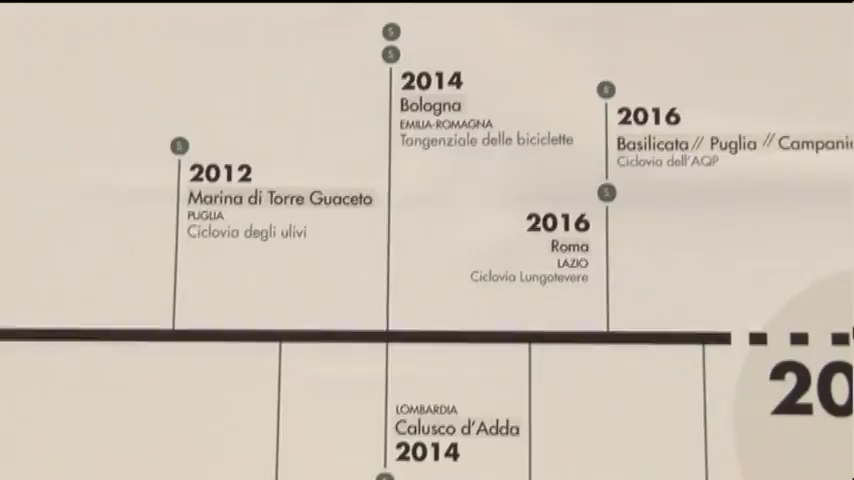 2012
Marina di Torre Guaceto
PUGLIA
Ciclovia degli ulivi
2014
Bologna
EMILIA-ROMAGNA
Tangenziale delle biciclette
2016
Basilicata // Puglia // Campania
Ciclovia dell'AQP
2016
Roma
LAZIO
Ciclovia Lungotevere
20
LOMBARDIA
Calusco d'Adda
2014